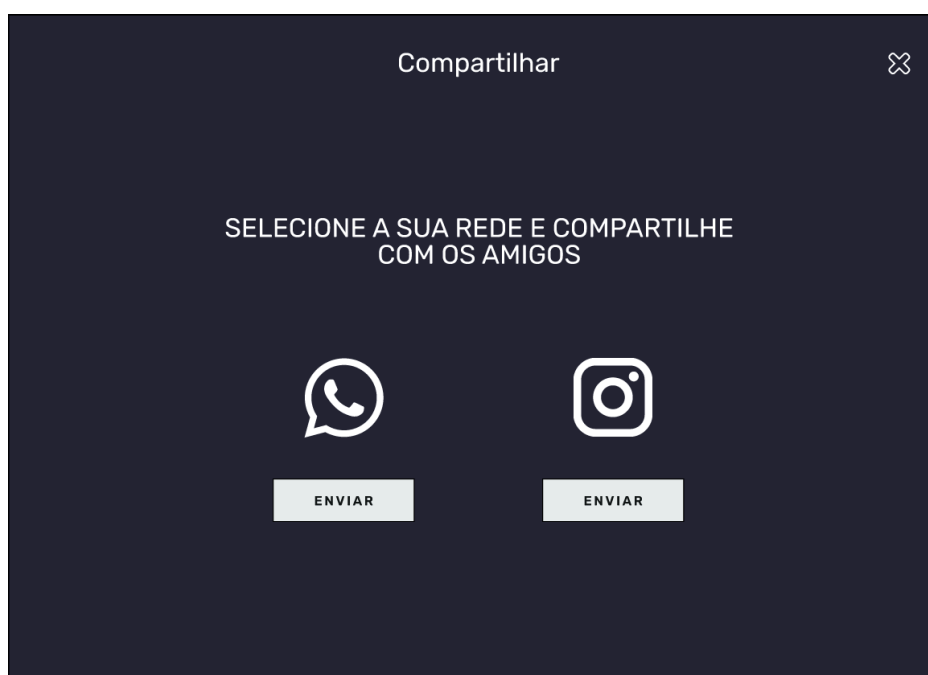 Compartilhar
SELECIONE A SUA REDE E COMPARTILHE
COM OS AMIGOS
ENVIAR
ENVIAR